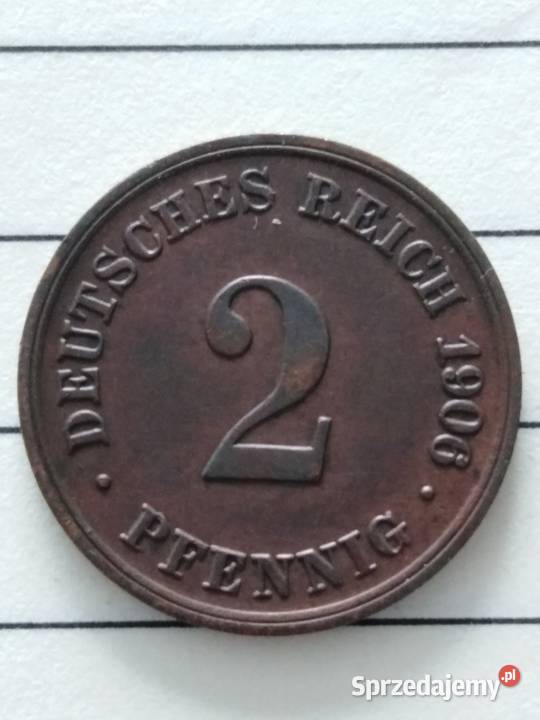 · DEUTSCHES REICH 1906 ·
2
PFENNIG
Sprzedajemy.pl